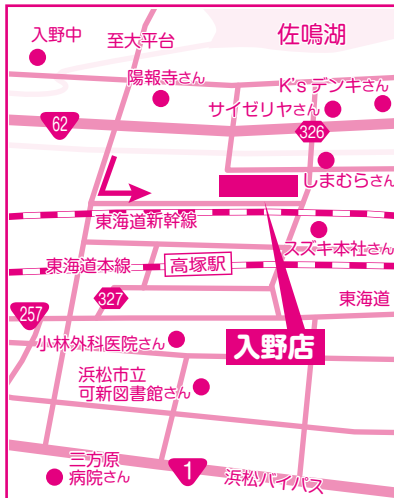 入野中
至大平台
佐鳴湖
陽報寺さん
K'sデンキさん
サイゼリヤさん
62
326
しまむらさん
東海道新幹線
スズキ本社さん
東海道本線
高塚駅
327
東海道
257
小林外科医院さん
入野店
浜松市立
可新図書館さん
三方原
病院さん
1
浜松バイパス